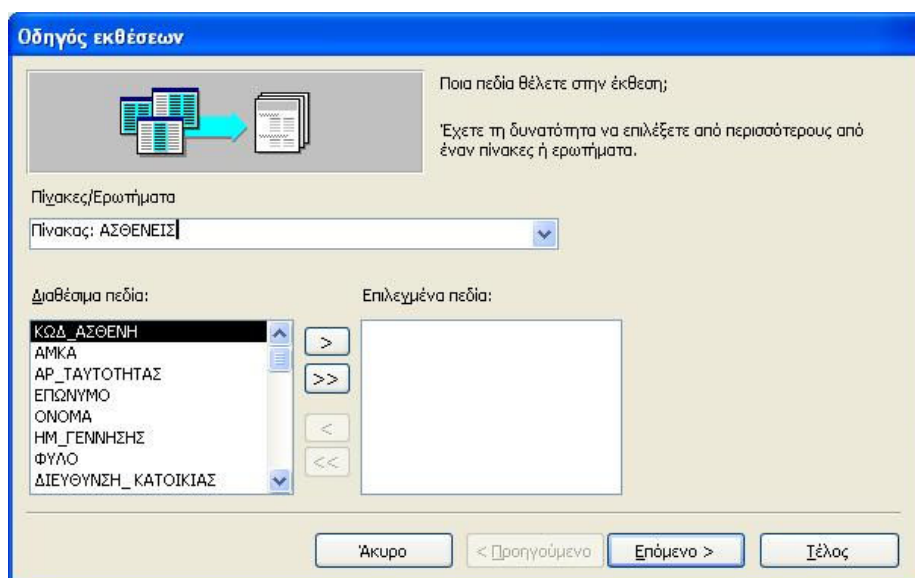 Οδηγός εκθέσεων
Ποια πεδία θέλετε στην έκθεση;
Έχετε τη δυνατότητα να επιλέξετε από περισσότερους από
έναν πίνακες ή ερωτήματα.
Πίνακες/Ερωτήματα
Πίνακας: ΑΣΘΕΝΕΙΣ
Διαθέσιμα πεδία:
Επιλεγμένα πεδία:
ΚΩΔ_ΑΣΘΕΝΗ
ΑΜΚΑ
ΑΡ_ΤΑΥΤΟΤΗΤΑΣ
ΕΠΩΝΥΜΟ
ΟΝΟΜΑ
ΗΜ_ΓΕΝΝΗΣΗΣ
ΦΥΛΟ
ΔΙΕΥΘΥΝΣΗ_ΚΑΤΟΙΚΙΑΣ
>
>>
<
<<
Άκυρο
< Προηγούμενο
Επόμενο >
Τέλος